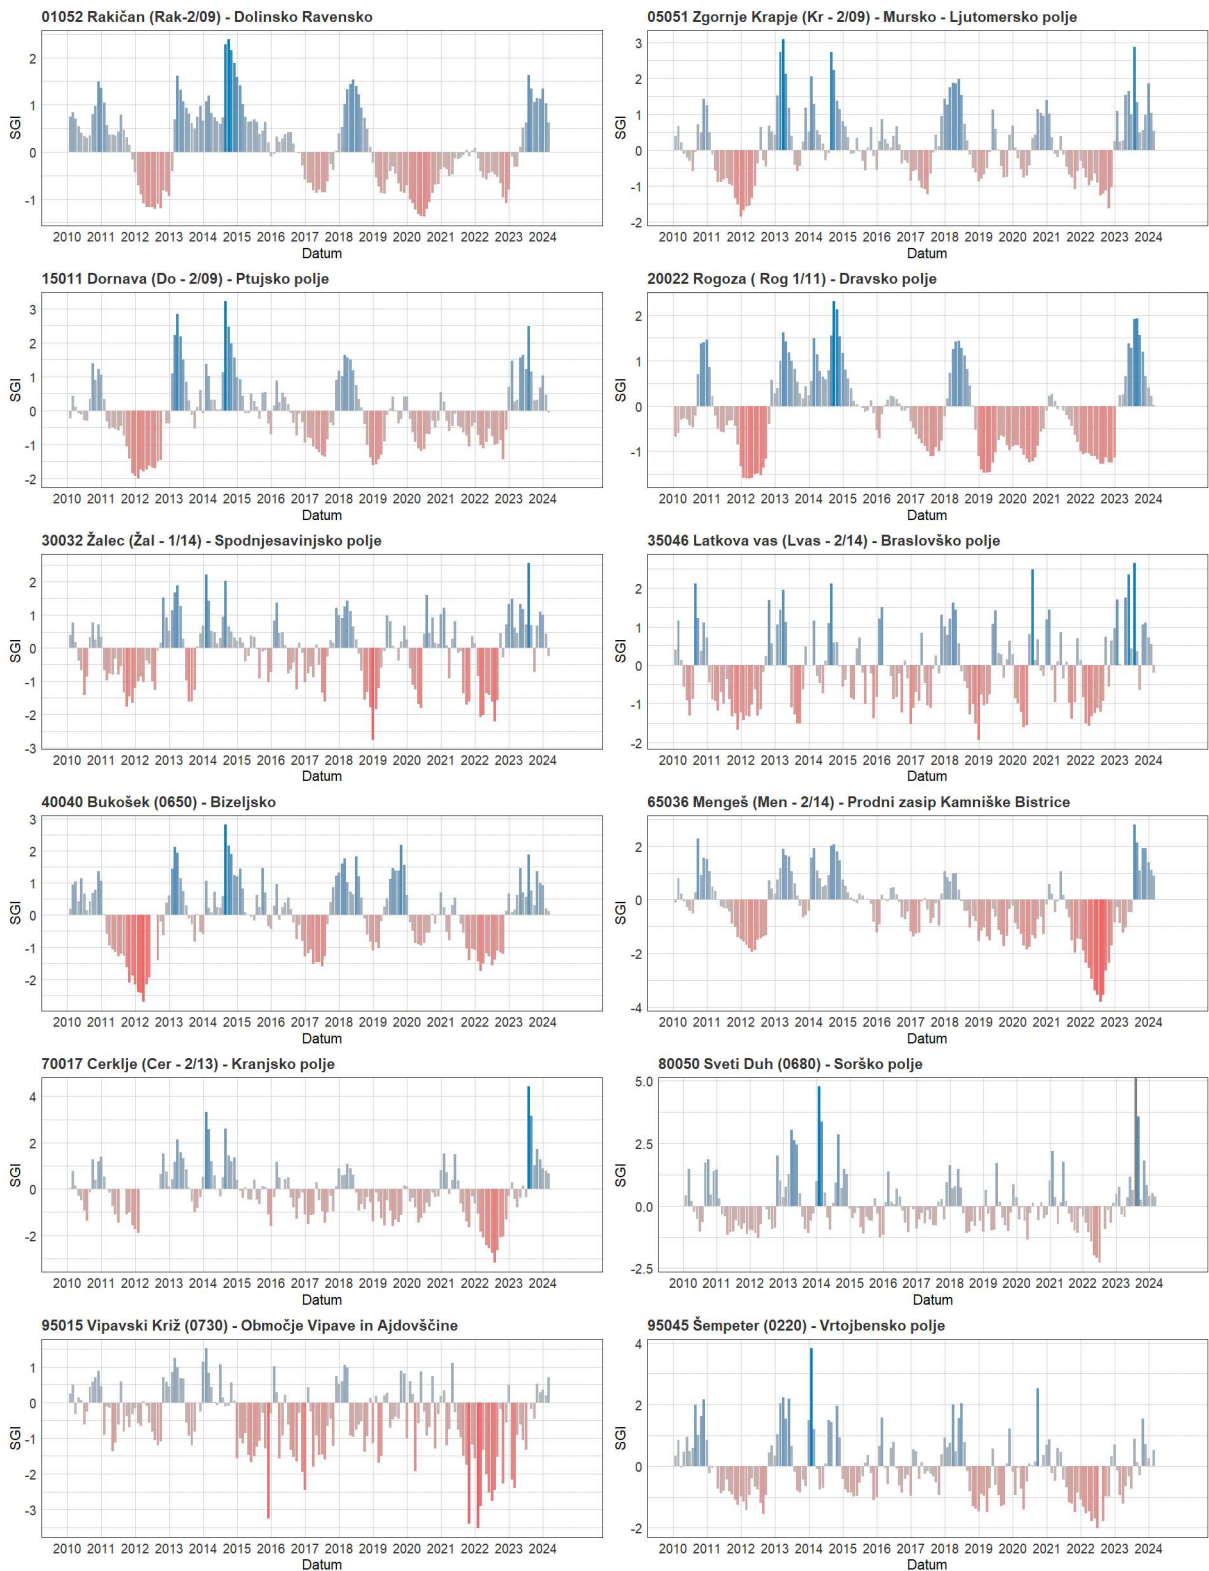 01052 Rakičan (Rak-2/09) - Dolinsko Ravensko
SGI
2
1
0
-1
2010 2011 2012 2013 2014 2015 2016 2017 2018 2019 2020 2021 2022 2023 2024
Datum
05051 Zgornje Krapje (Kr - 2/09) - Mursko - Ljutomersko polje
SGI
3
2
1
0
-1
-2
2010 2011 2012 2013 2014 2015 2016 2017 2018 2019 2020 2021 2022 2023 2024
Datum
15011 Dornava (Do - 2/09) - Ptujsko polje
SGI
3
2
1
0
-1
-2
2010 2011 2012 2013 2014 2015 2016 2017 2018 2019 2020 2021 2022 2023 2024
Datum
20022 Rogoza ( Rog 1/11) - Dravsko polje
SGI
2
1
0
-1
2010 2011 2012 2013 2014 2015 2016 2017 2018 2019 2020 2021 2022 2023 2024
Datum
30032 Žalec (Žal - 1/14) - Spodnjesavinjsko polje
SGI
2
1
0
-1
-2
-3
2010 2011 2012 2013 2014 2015 2016 2017 2018 2019 2020 2021 2022 2023 2024
Datum
35046 Latkova vas (Lvas - 2/14) - Braslovško polje
SGI
2
1
0
-1
-2
2010 2011 2012 2013 2014 2015 2016 2017 2018 2019 2020 2021 2022 2023 2024
Datum
40040 Bukošek (0650) - Bizeljsko
SGI
3
2
1
0
-1
-2
2010 2011 2012 2013 2014 2015 2016 2017 2018 2019 2020 2021 2022 2023 2024
Datum
65036 Mengeš (Men - 2/14) - Prodni zasip Kamniške Bistrice
SGI
2
0
-2
-4
2010 2011 2012 2013 2014 2015 2016 2017 2018 2019 2020 2021 2022 2023 2024
Datum
70017 Cerklje (Cer - 2/13) - Kranjsko polje
SGI
4
2
0
-2
2010 2011 2012 2013 2014 2015 2016 2017 2018 2019 2020 2021 2022 2023 2024
Datum
80050 Sveti Duh (0680) - Sorško polje
SGI
5.0
2.5
0.0
-2.5
2010 2011 2012 2013 2014 2015 2016 2017 2018 2019 2020 2021 2022 2023 2024
Datum
95015 Vipavski Križ (0730) - Območje Vipave in Ajdovščine
SGI
1
0
-1
-2
-3
2010 2011 2012 2013 2014 2015 2016 2017 2018 2019 2020 2021 2022 2023 2024
Datum
95045 Šempeter (0220) - Vrtojbensko polje
SGI
4
2
0
-2
2010 2011 2012 2013 2014 2015 2016 2017 2018 2019 2020 2021 2022 2023 2024
Datum